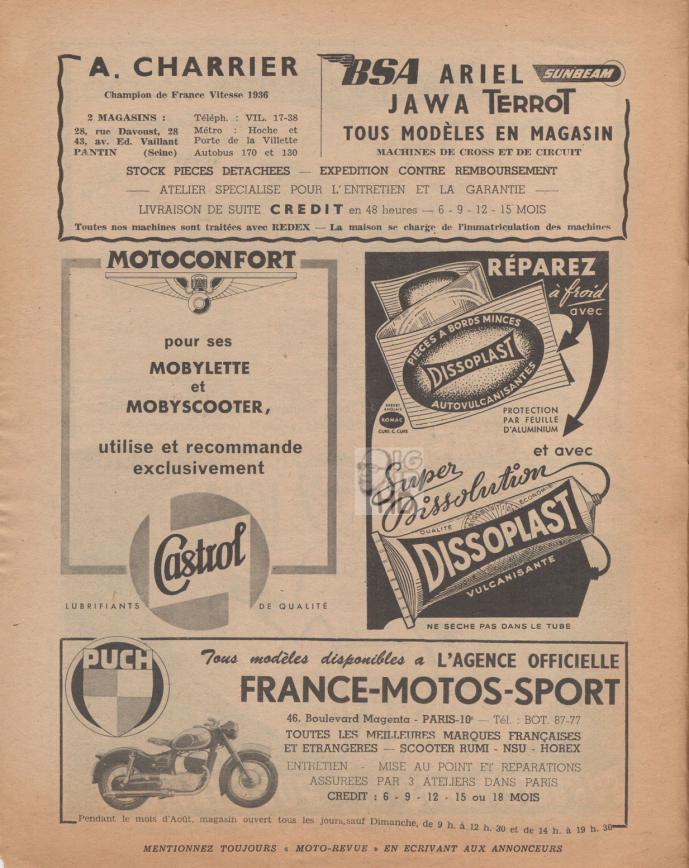 A. CHARRIER
Champion de France Vitesse 1936
2 MAGASINS :
28, rue Davoust, 28
43, av. Ed. Vaillant
PANTIN (Seine)
Téléph. : VIL. 17-38
Métro : Hoche et
Porte de la Villette
Autobus 170 et 130
BSA ARIEL SUNBEAM
JAWA TERROT
TOUS MODÈLES EN MAGASIN
MACHINES DE CROSS ET DE CIRCUIT
STOCK PIECES DETACHEES — EXPEDITION CONTRE REMBOURSEMENT
— ATELIER SPECIALISE POUR L'ENTRETIEN ET LA GARANTIE —
LIVRAISON DE SUITE CREDIT en 48 heures — 6 - 9 - 12 - 15 MOIS
Toutes nos machines sont traitées avec REDEX — La maison se charge de l'immatriculation des machines
MOTOCONFORT
pour ses
MOBYLETTE
et
MOBYSCOOTER,
utilise et recommande
exclusivement
Castrol
LUBRIFIANTS DE QUALITÉ
RÉPAREZ
à froid
avec
PIÈCES A BORDS MINCES
DISSOPLAST
AUTOVULCANISANTES
BREVET
ANGLAIS
ROMAC
CURE C. CURE
PROTECTION
PAR FEUILLE
D'ALUMINIUM
et avec
Super
Dissolution
QUALITÉ ÉCONOMIE
DISSOPLAST
VULCANISANTE
NE SÈCHE PAS DANS LE TUBE
PUCH
Tous modèles disponibles a L'AGENCE OFFICIELLE
FRANCE-MOTOS-SPORT
46, Boulevard Magenta - PARIS-10e — Tél. : BOT. 87-77
TOUTES LES MEILLEURES MARQUES FRANÇAISES
ET ETRANGERES — SCOOTER RUMI - NSU - HOREX
ENTRETIEN - MISE AU POINT ET REPARATIONS
ASSUREES PAR 3 ATELIERS DANS PARIS
CREDIT : 6 - 9 - 12 - 15 ou 18 MOIS
Pendant le mots d'Août, magasin ouvert tous les jours,sauf Dimanche, de 9 h. à 12 h. 30 et de 14 h. à 19 h. 30
MENTIONNEZ TOUJOURS « MOTO-REVUE » EN ECRIVANT AUX ANNONCEURS